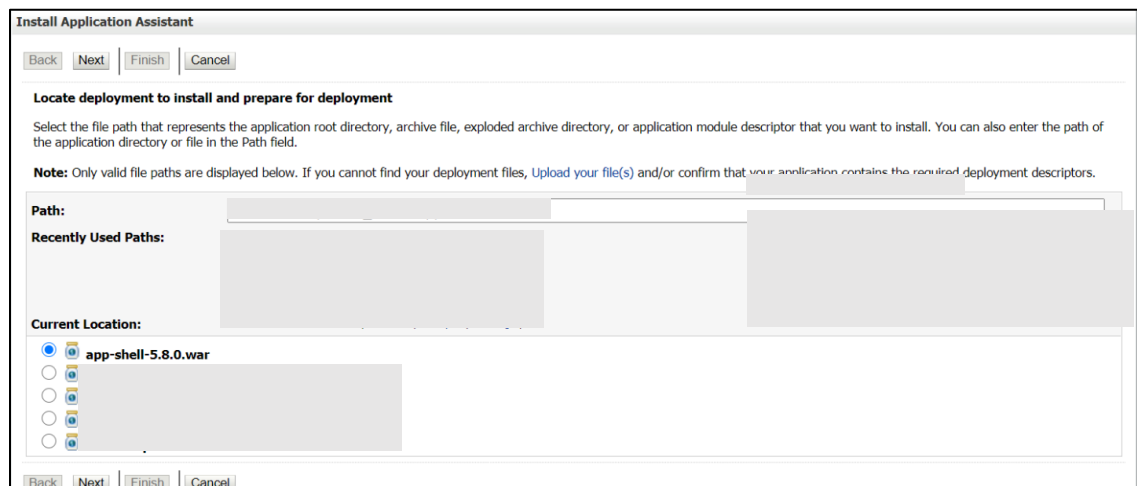 Install Application Assistant
Back Next Finish Cancel
Locate deployment to install and prepare for deployment
Select the file path that represents the application root directory, archive file, exploded archive directory, or application module descriptor that you want to install. You can also enter the path of
the application directory or file in the Path field.
Note: Only valid file paths are displayed below. If you cannot find your deployment files, Upload your file(s) and/or confirm that your application contains the required deployment descriptors.
Path:
Recently Used Paths:
Current Location:
app-shell-5.8.0.war
Back Next Finish Cancel